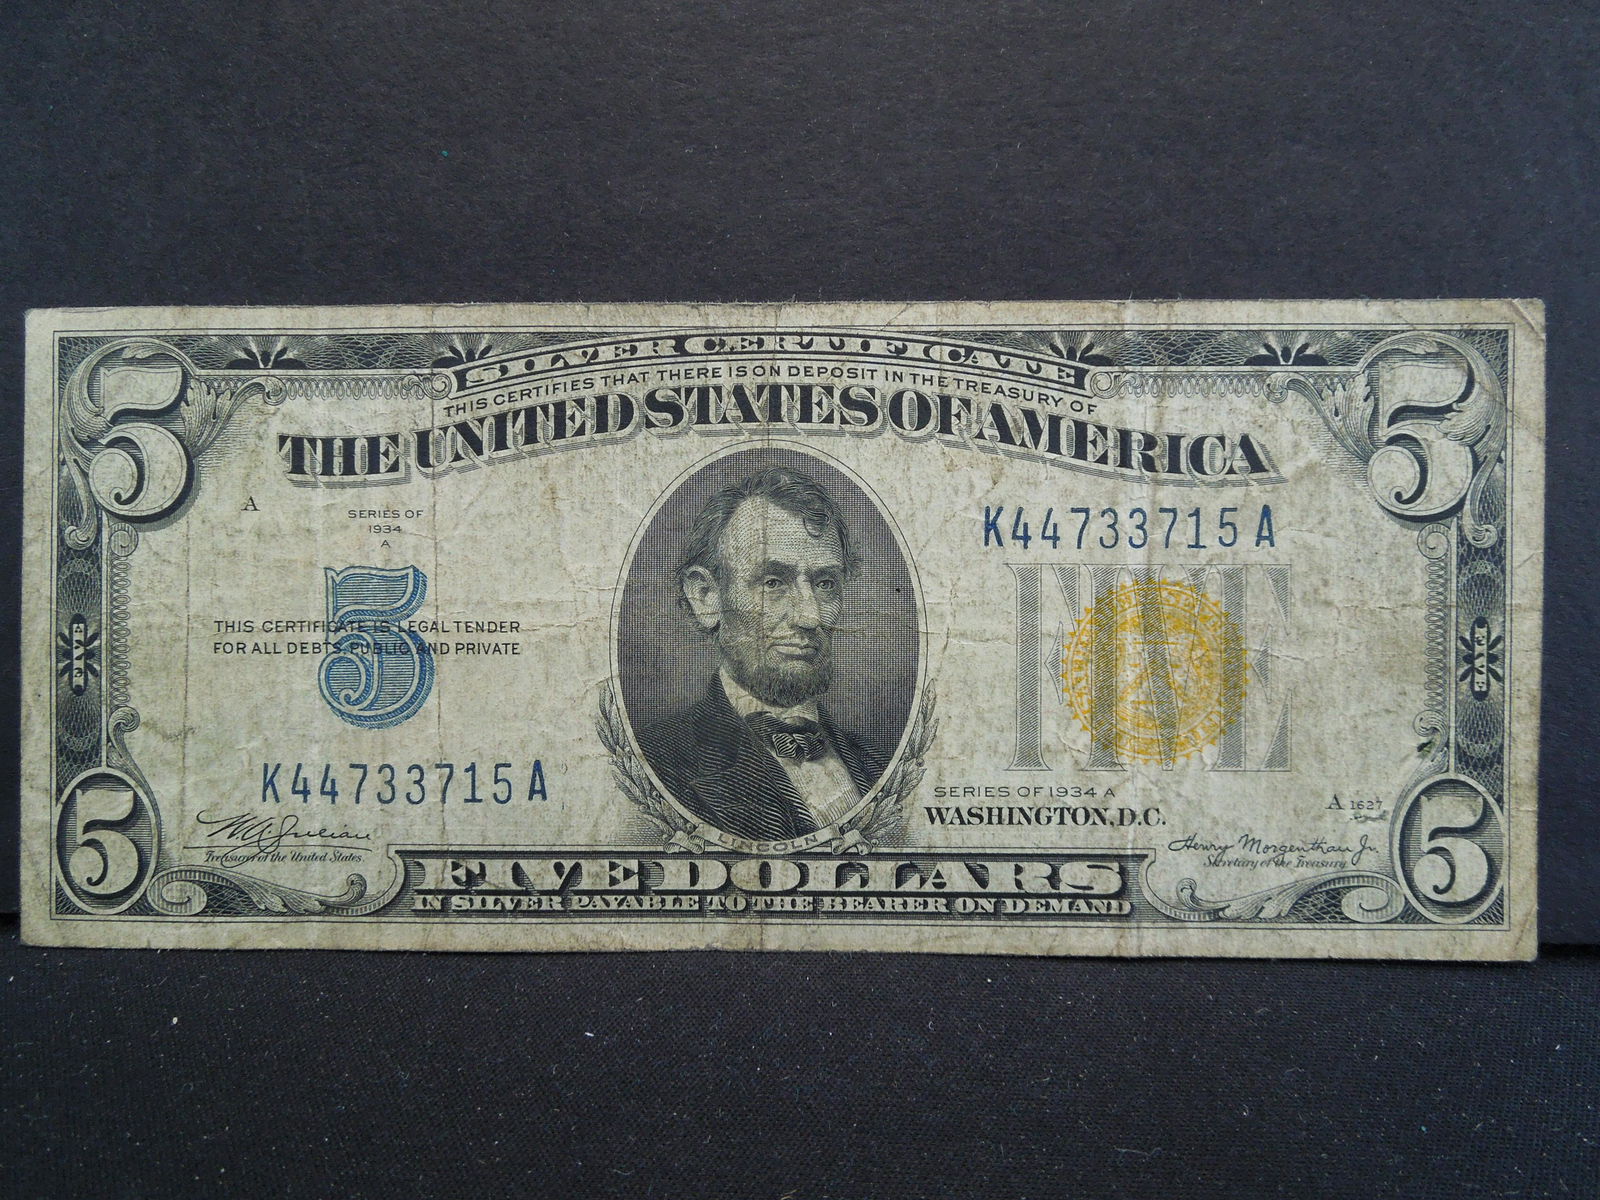 SILVER CERTIFICATE
THIS CERTIFIES THAT THERE IS ON DEPOSIT IN THE TREASURY OF
THE UNITED STATES OF AMERICA
5
5
A
SERIES OF
1934
A
K44733715A
5
FIVE
THIS CERTIFICATE IS LEGAL TENDER
FOR ALL DEBTS, PUBLIC AND PRIVATE
FIVE
FIVE
K44733715A
SERIES OF 1934 A
WASHINGTON, D.C.
A 1627
W. A. Julian
Treasurer of the United States.
LINCOLN
Henry Morgenthau Jr.
Secretary of the Treasury
5
5
FIVE DOLLARS
IN SILVER PAYABLE TO THE BEARER ON DEMAND